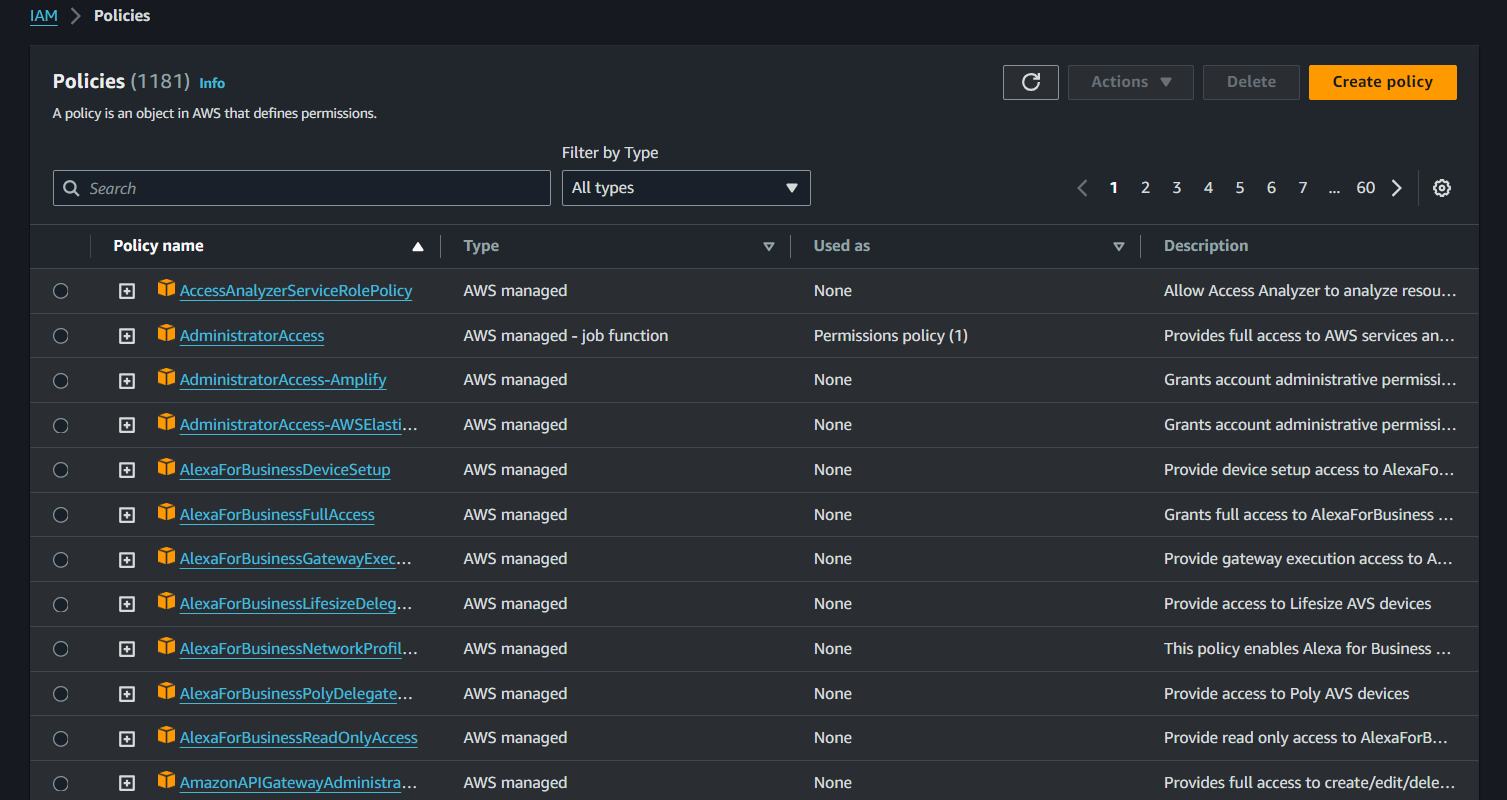 IAM > Policies
Policies (1181) Info
A policy is an object in AWS that defines permissions.
Actions Delete Create policy
Filter by Type
Search All types 1 2 3 4 5 6 7 ... 60
Policy name Type Used as Description
AccessAnalyzerServiceRolePolicy AWS managed None Allow Access Analyzer to analyze resou...
AdministratorAccess AWS managed - job function Permissions policy (1) Provides full access to AWS services an...
AdministratorAccess-Amplify AWS managed None Grants account administrative permissi...
AdministratorAccess-AWSElasti... AWS managed None Grants account administrative permissi...
AlexaForBusinessDeviceSetup AWS managed None Provide device setup access to AlexaFo...
AlexaForBusinessFullAccess AWS managed None Grants full access to AlexaForBusiness ...
AlexaForBusinessGatewayExec... AWS managed None Provide gateway execution access to A...
AlexaForBusinessLifesizeDeleg... AWS managed None Provide access to Lifesize AVS devices
AlexaForBusinessNetworkProfil... AWS managed None This policy enables Alexa for Business ...
AlexaForBusinessPolyDelegate... AWS managed None Provide access to Poly AVS devices
AlexaForBusinessReadOnlyAccess AWS managed None Provide read only access to AlexaForB...
AmazonAPIGatewayAdministra... AWS managed None Provides full access to create/edit/dele...